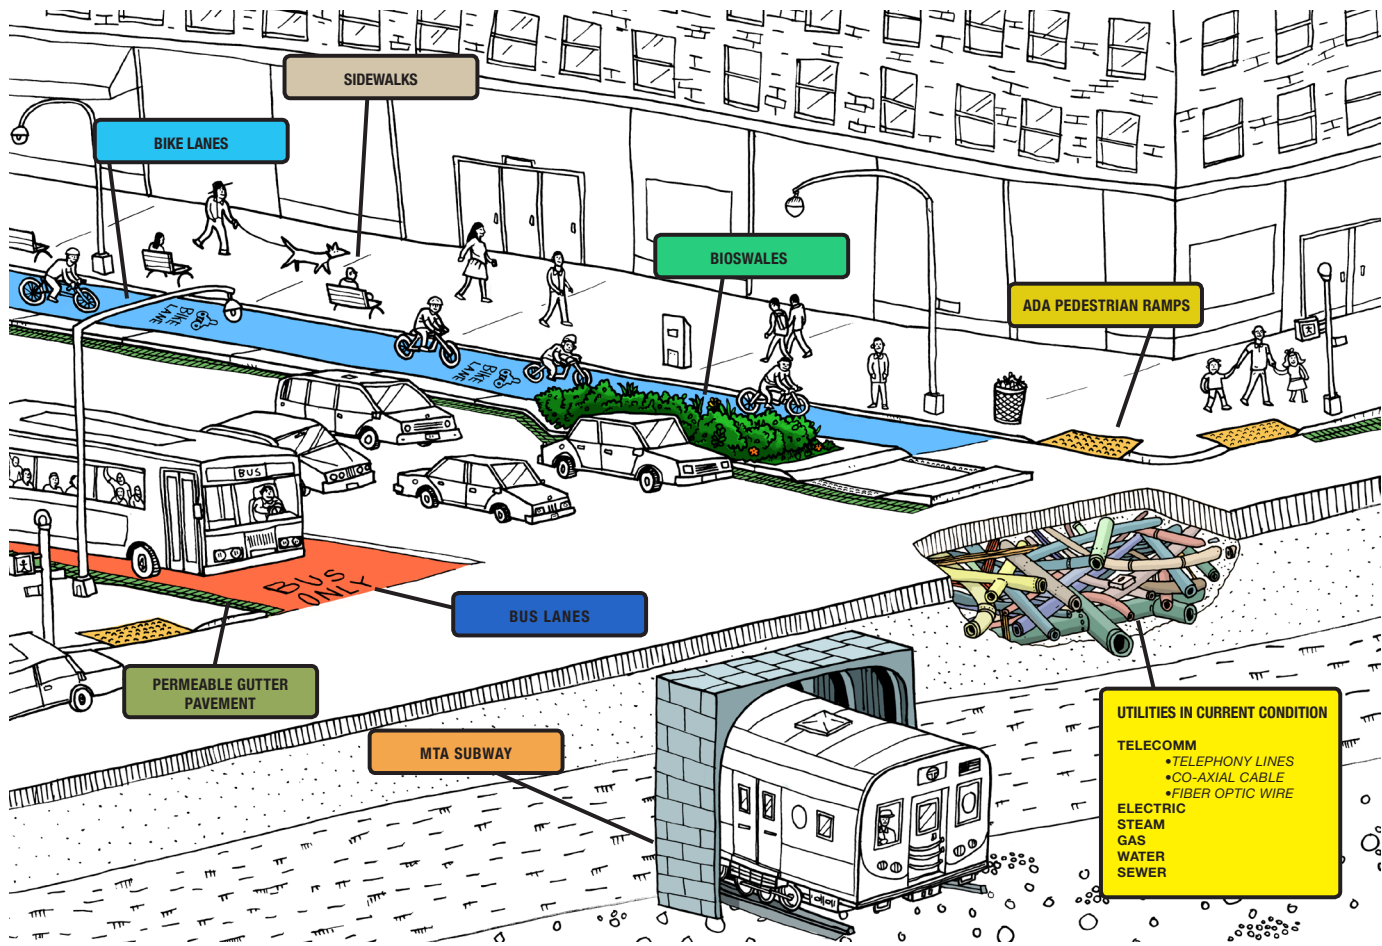 SIDEWALKS
BIKE LANES
BIOSWALES
ADA PEDESTRIAN RAMPS
BIKE
LANE
BIKE
LANE
BUS
BUS
ONLY
BUS LANES
PERMEABLE GUTTER
PAVEMENT
MTA SUBWAY
UTILITIES IN CURRENT CONDITION
TELECOMM
•TELEPHONY LINES
•CO-AXIAL CABLE
•FIBER OPTIC WIRE
ELECTRIC
STEAM
GAS
WATER
SEWER